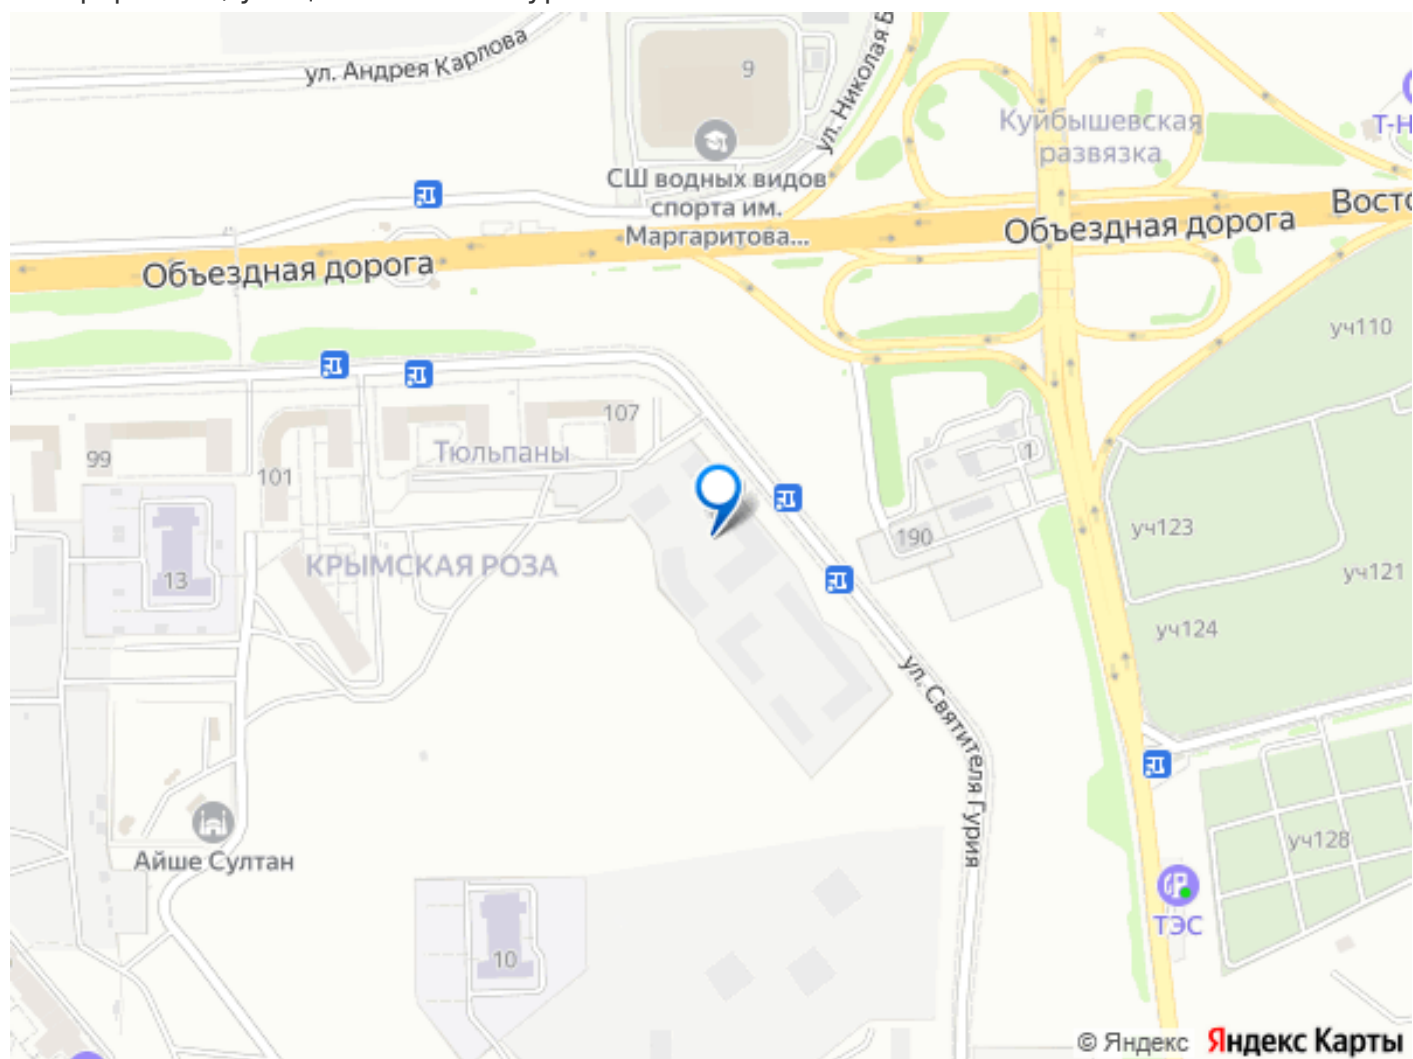 ул. Андрея Карлова
9
ул. Николая Б
Куйбышевская
развязка
Т-Н
СШ водных видов
спорта им.
Маргаритова...
Объездная дорога
Восто
Объездная дорога
уч110
107
Тюльпаны
99
101
1
190
уч123
КРЫМСКАЯ РОЗА
13
уч121
уч124
ул. Святителя Гурия
уч128
Айше Султан
ТЭС
10
© Яндекс Яндекс Карты